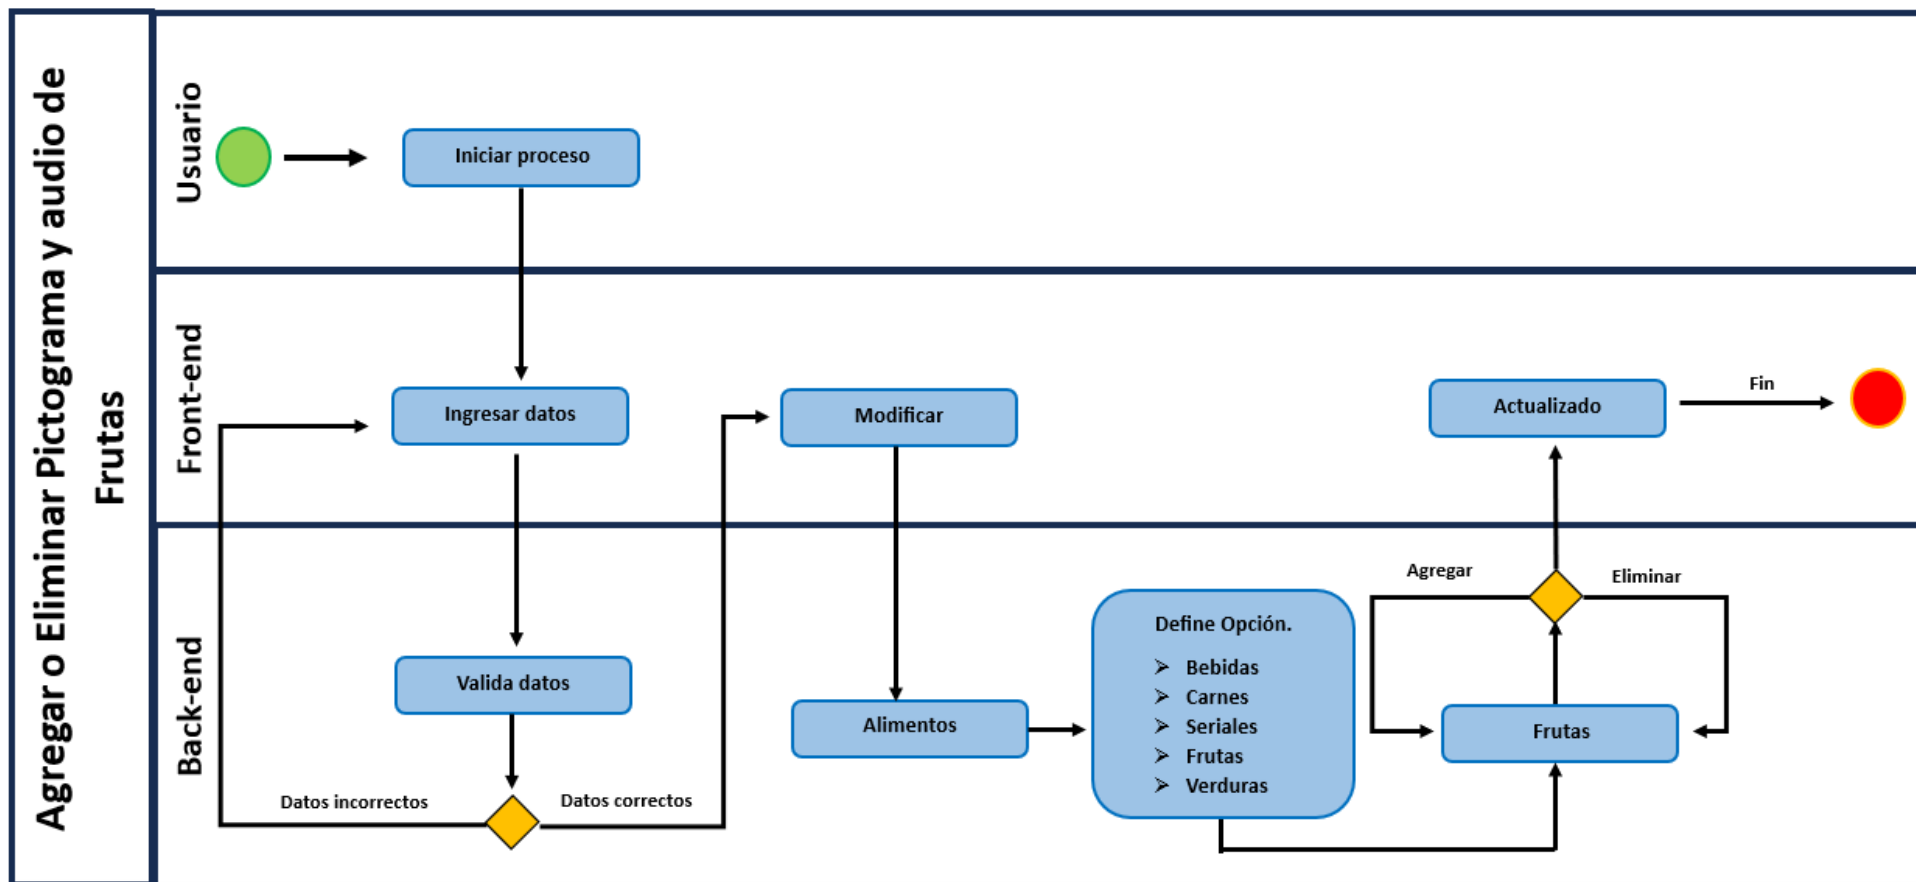 Agregar o Eliminar Pictograma y audio de
Frutas
Usuario
Iniciar proceso
Front-end
Ingresar datos
Modificar
Actualizado
Fin
Back-end
Valida datos
Datos incorrectos
Datos correctos
Alimentos
Define Opción.
Bebidas
Carnes
Seriales
Frutas
Verduras
Agregar
Eliminar
Frutas